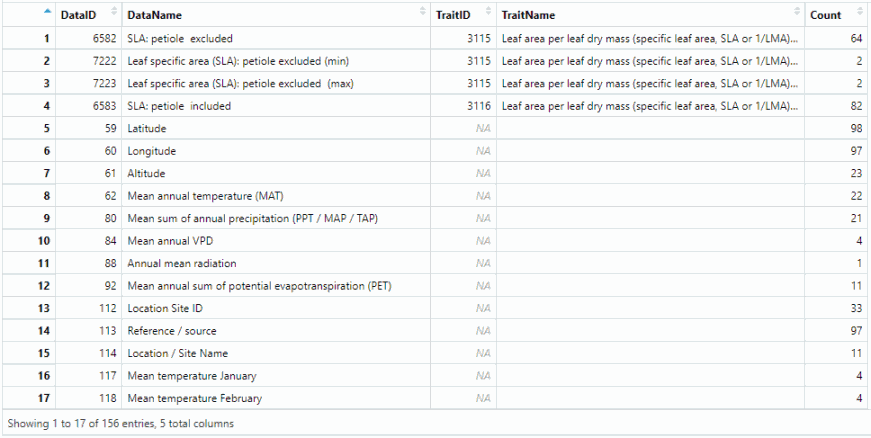 DataID DataName TraitID TraitName Count
1 6582 SLA: petiole excluded 3115 Leaf area per leaf dry mass (specific leaf area, SLA or 1/LMA)... 64
2 7222 Leaf specific area (SLA): petiole excluded (min) 3115 Leaf area per leaf dry mass (specific leaf area, SLA or 1/LMA)... 2
3 7223 Leaf specific area (SLA): petiole excluded (max) 3115 Leaf area per leaf dry mass (specific leaf area, SLA or 1/LMA)... 2
4 6583 SLA: petiole included 3116 Leaf area per leaf dry mass (specific leaf area, SLA or 1/LMA)... 82
5 59 Latitude NA 98
6 60 Longitude NA 97
7 61 Altitude NA 23
8 62 Mean annual temperature (MAT) NA 22
9 80 Mean sum of annual precipitation (PPT / MAP / TAP) NA 21
10 84 Mean annual VPD NA 4
11 88 Annual mean radiation NA 1
12 92 Mean annual sum of potential evapotranspiration (PET) NA 11
13 112 Location Site ID NA 33
14 113 Reference / source NA 97
15 114 Location / Site Name NA 11
16 117 Mean temperature January NA 4
17 118 Mean temperature February NA 4
Showing 1 to 17 of 156 entries, 5 total columns